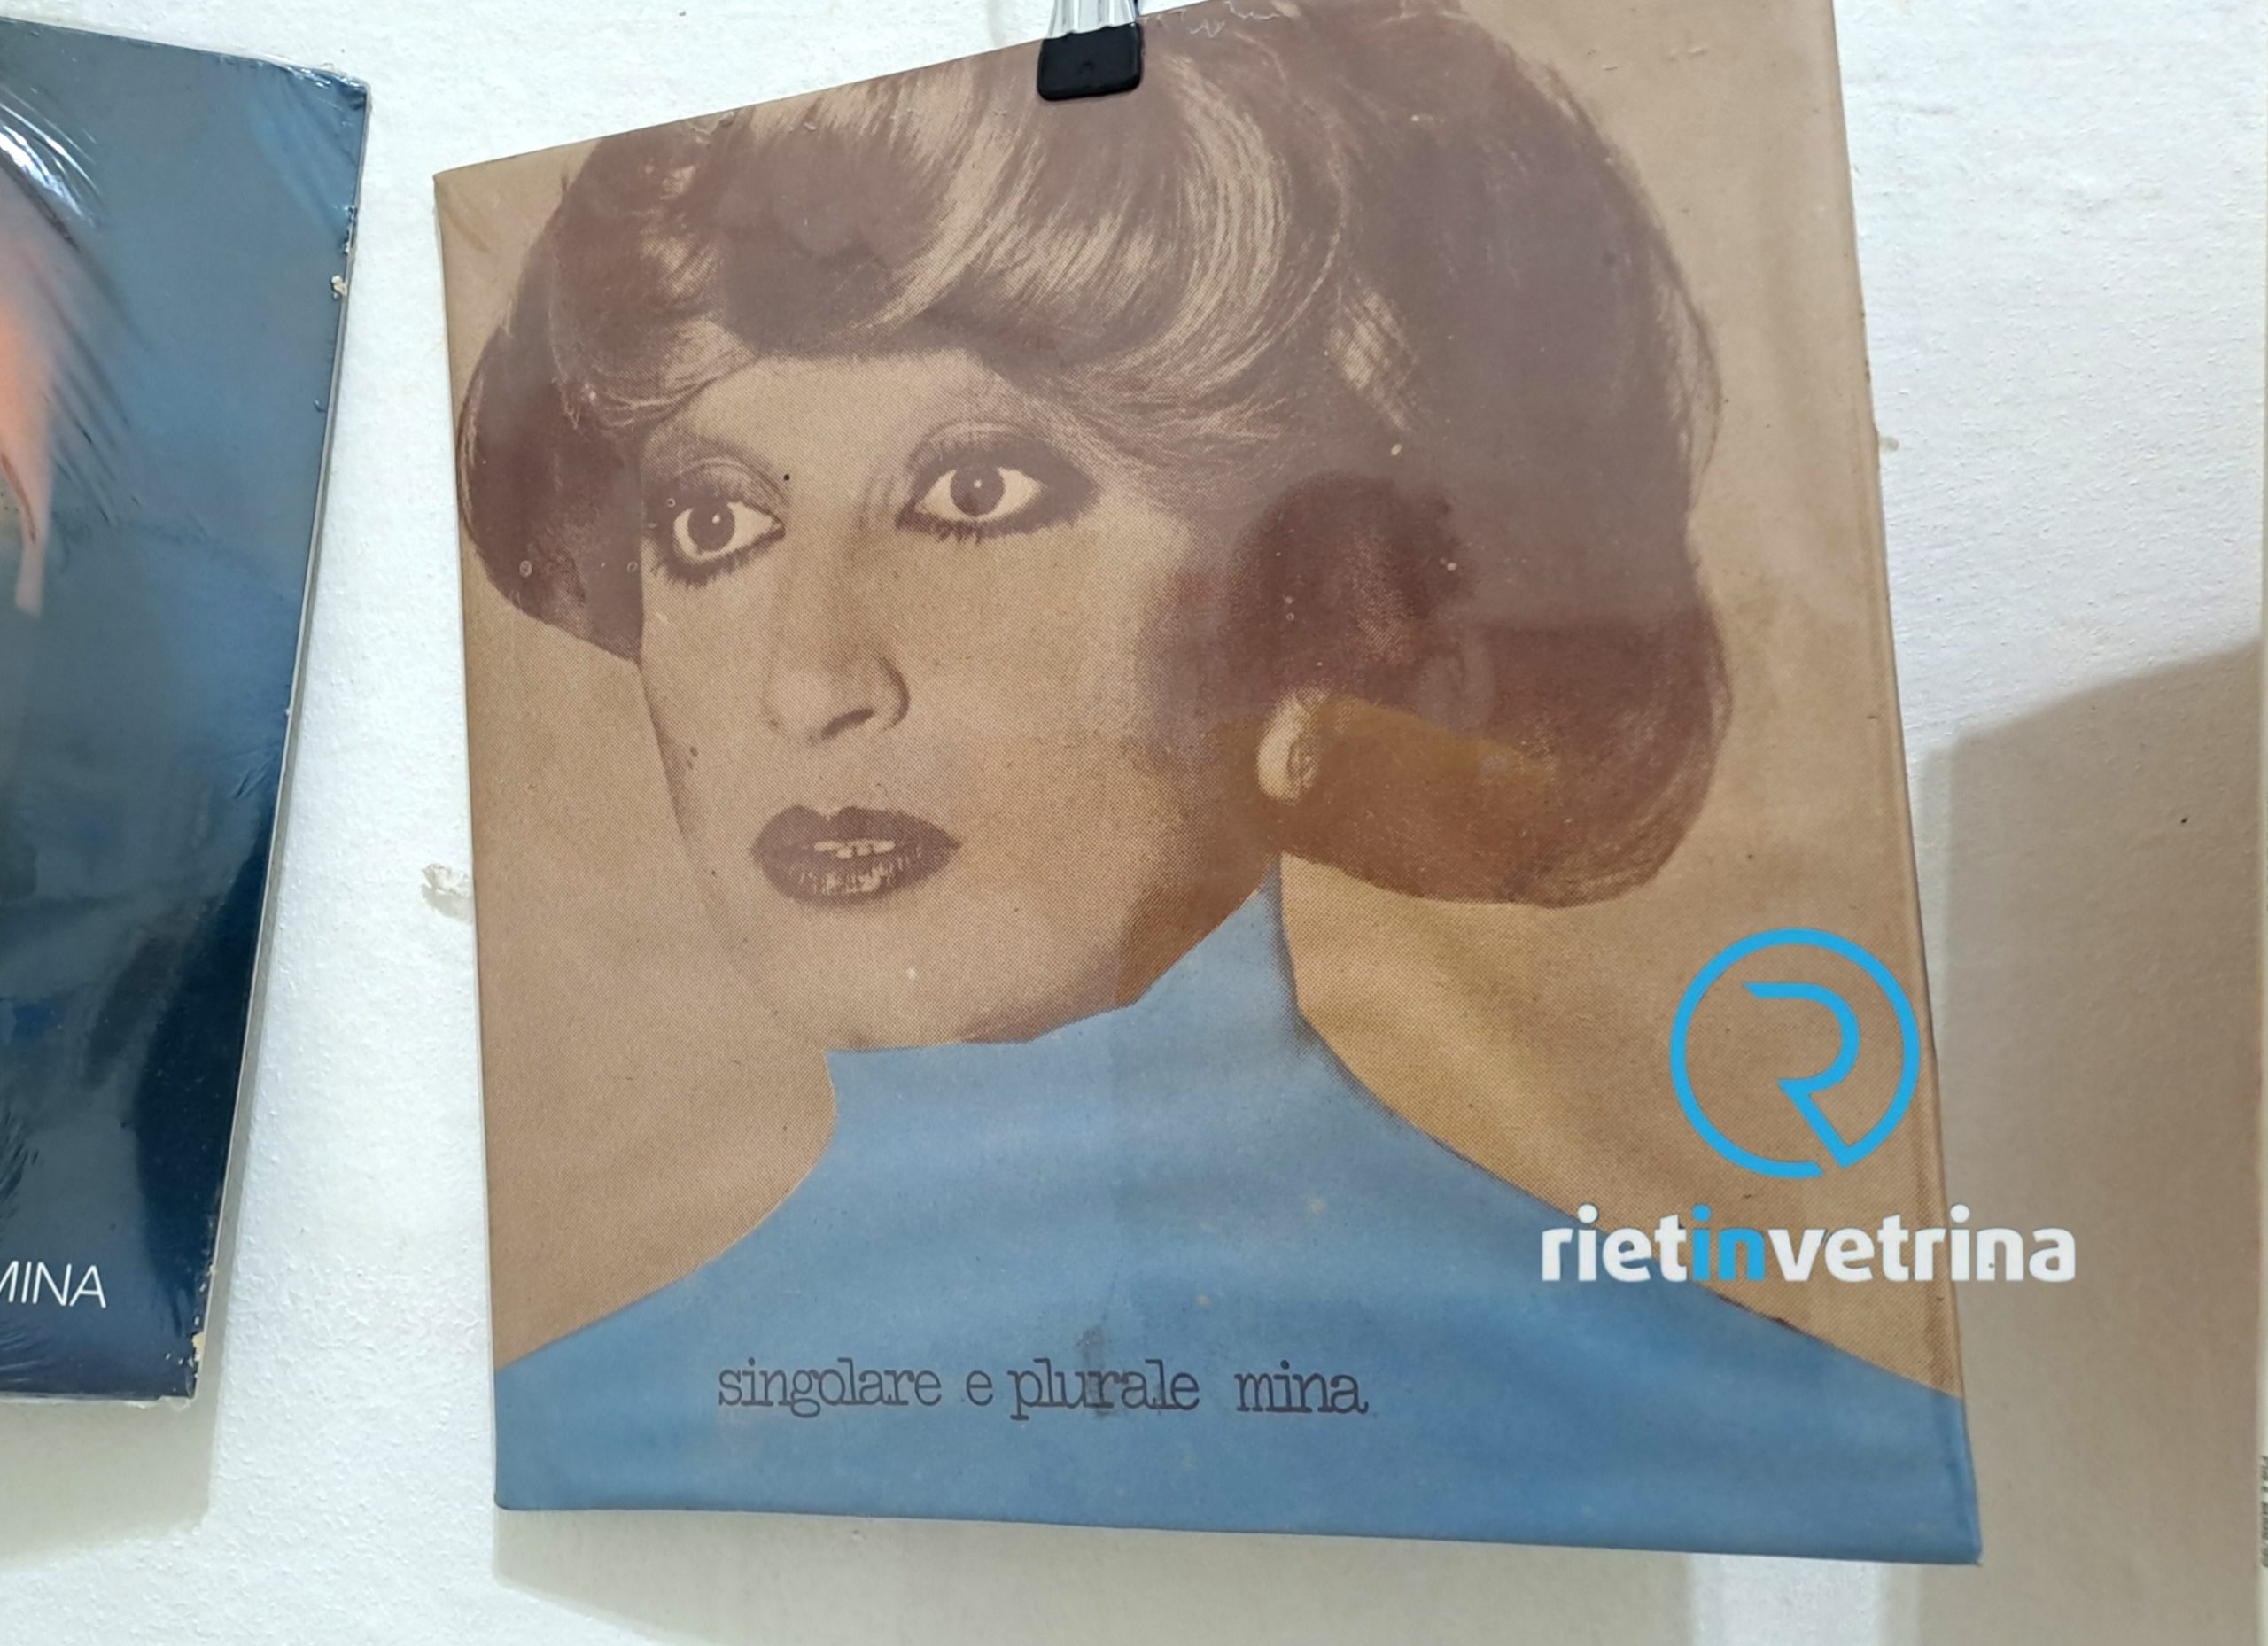 MINA
singolare e plurale mina
rietinvetrina